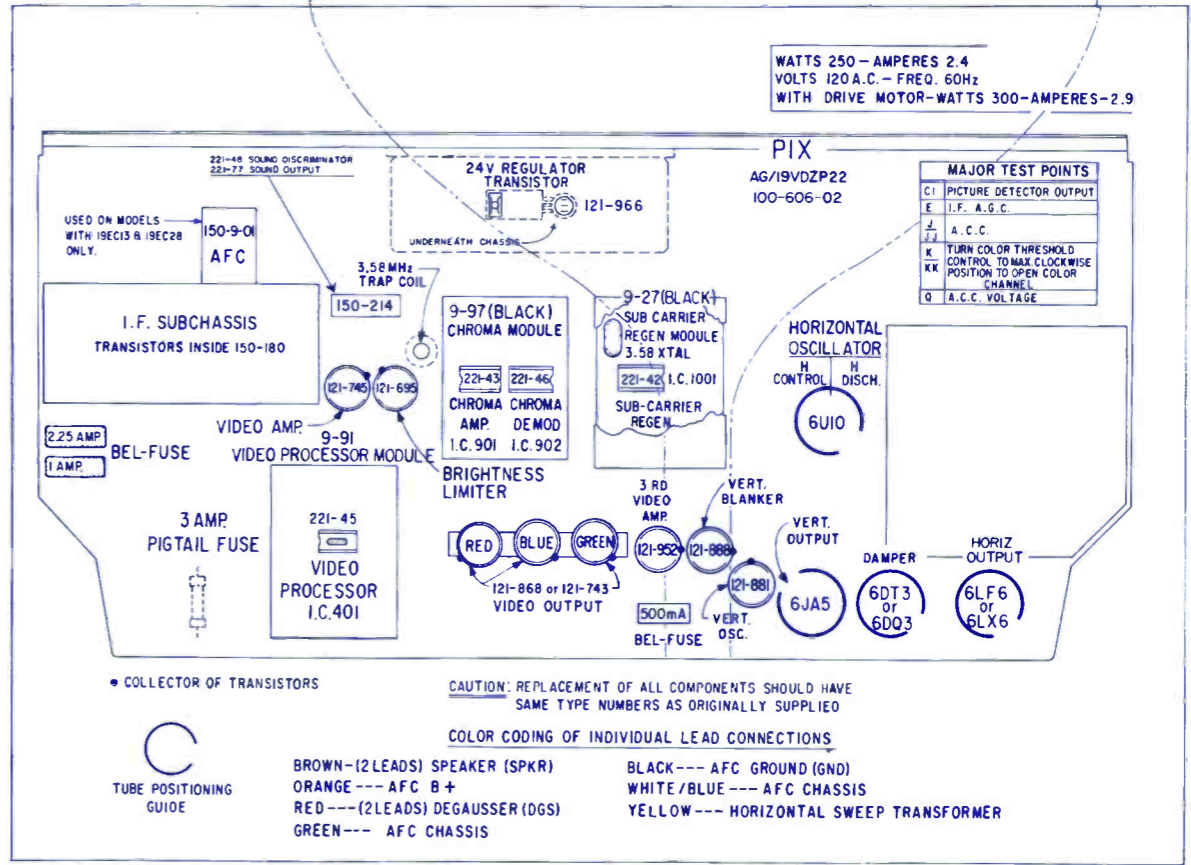 WATTS 250 – AMPERES 2.4
VOLTS 120 A.C. – FREQ. 60Hz
WITH DRIVE MOTOR–WATTS 300–AMPERES–2.9
PIX
AG/19VDZP22
100-606-02
MAJOR TEST POINTS
C1 PICTURE DETECTOR OUTPUT
E I.F. A.G.C.
J
JJ
A.C.C.
K
KK
TURN COLOR THRESHOLD
CONTROL TO MAX. CLOCKWISE
POSITION TO OPEN COLOR
CHANNEL
Q A.C.C. VOLTAGE
221-48 SOUND DISCRIMINATOR
221-77 SOUND OUTPUT
24V REGULATOR
TRANSISTOR
121-966
UNDERNEATH CHASSIS
USED ON MODELS
WITH 19EC13 & 19EC28
ONLY.
150-9-01
AFC
3.58 MHz
TRAP COIL
150-214
I.F. SUBCHASSIS
TRANSISTORS INSIDE 150-180
9-97 (BLACK)
CHROMA MODULE
221-43
221-46
CHROMA
AMP.
I.C. 901
CHROMA
DEMOD
I.C. 902
9-27 (BLACK)
SUB CARRIER
REGEN MODULE
3.58 XTAL
221-42
I.C. 1001
SUB-CARRIER
REGEN
HORIZONTAL
OSCILLATOR
H
CONTROL
H
DISCH.
6U10
121-745
121-695
VIDEO AMP.
9-91
VIDEO PROCESSOR MODULE
BRIGHTNESS
LIMITER
2.25 AMP
1 AMP.
BEL-FUSE
3 AMP.
PIGTAIL FUSE
221-45
VIDEO
PROCESSOR
I.C. 401
RED
BLUE
GREEN
121-868 or 121-743
VIDEO OUTPUT
3 RD
VIDEO
AMP.
121-952
VERT.
BLANKER
121-888
121-881
VERT.
OSC.
500mA
BEL-FUSE
VERT.
OUTPUT
6JA5
DAMPER
6DT3
or
6DQ3
HORIZ
OUTPUT
6LF6
or
6LX6
• COLLECTOR OF TRANSISTORS
CAUTION: REPLACEMENT OF ALL COMPONENTS SHOULD HAVE
SAME TYPE NUMBERS AS ORIGINALLY SUPPLIED
TUBE POSITIONING
GUIDE
COLOR CODING OF INDIVIDUAL LEAD CONNECTIONS
BROWN-(2 LEADS) SPEAKER (SPKR)
ORANGE --- AFC B +
RED ---(2 LEADS) DEGAUSSER (DGS)
GREEN--- AFC CHASSIS
BLACK--- AFC GROUND (GND)
WHITE/BLUE --- AFC CHASSIS
YELLOW --- HORIZONTAL SWEEP TRANSFORMER